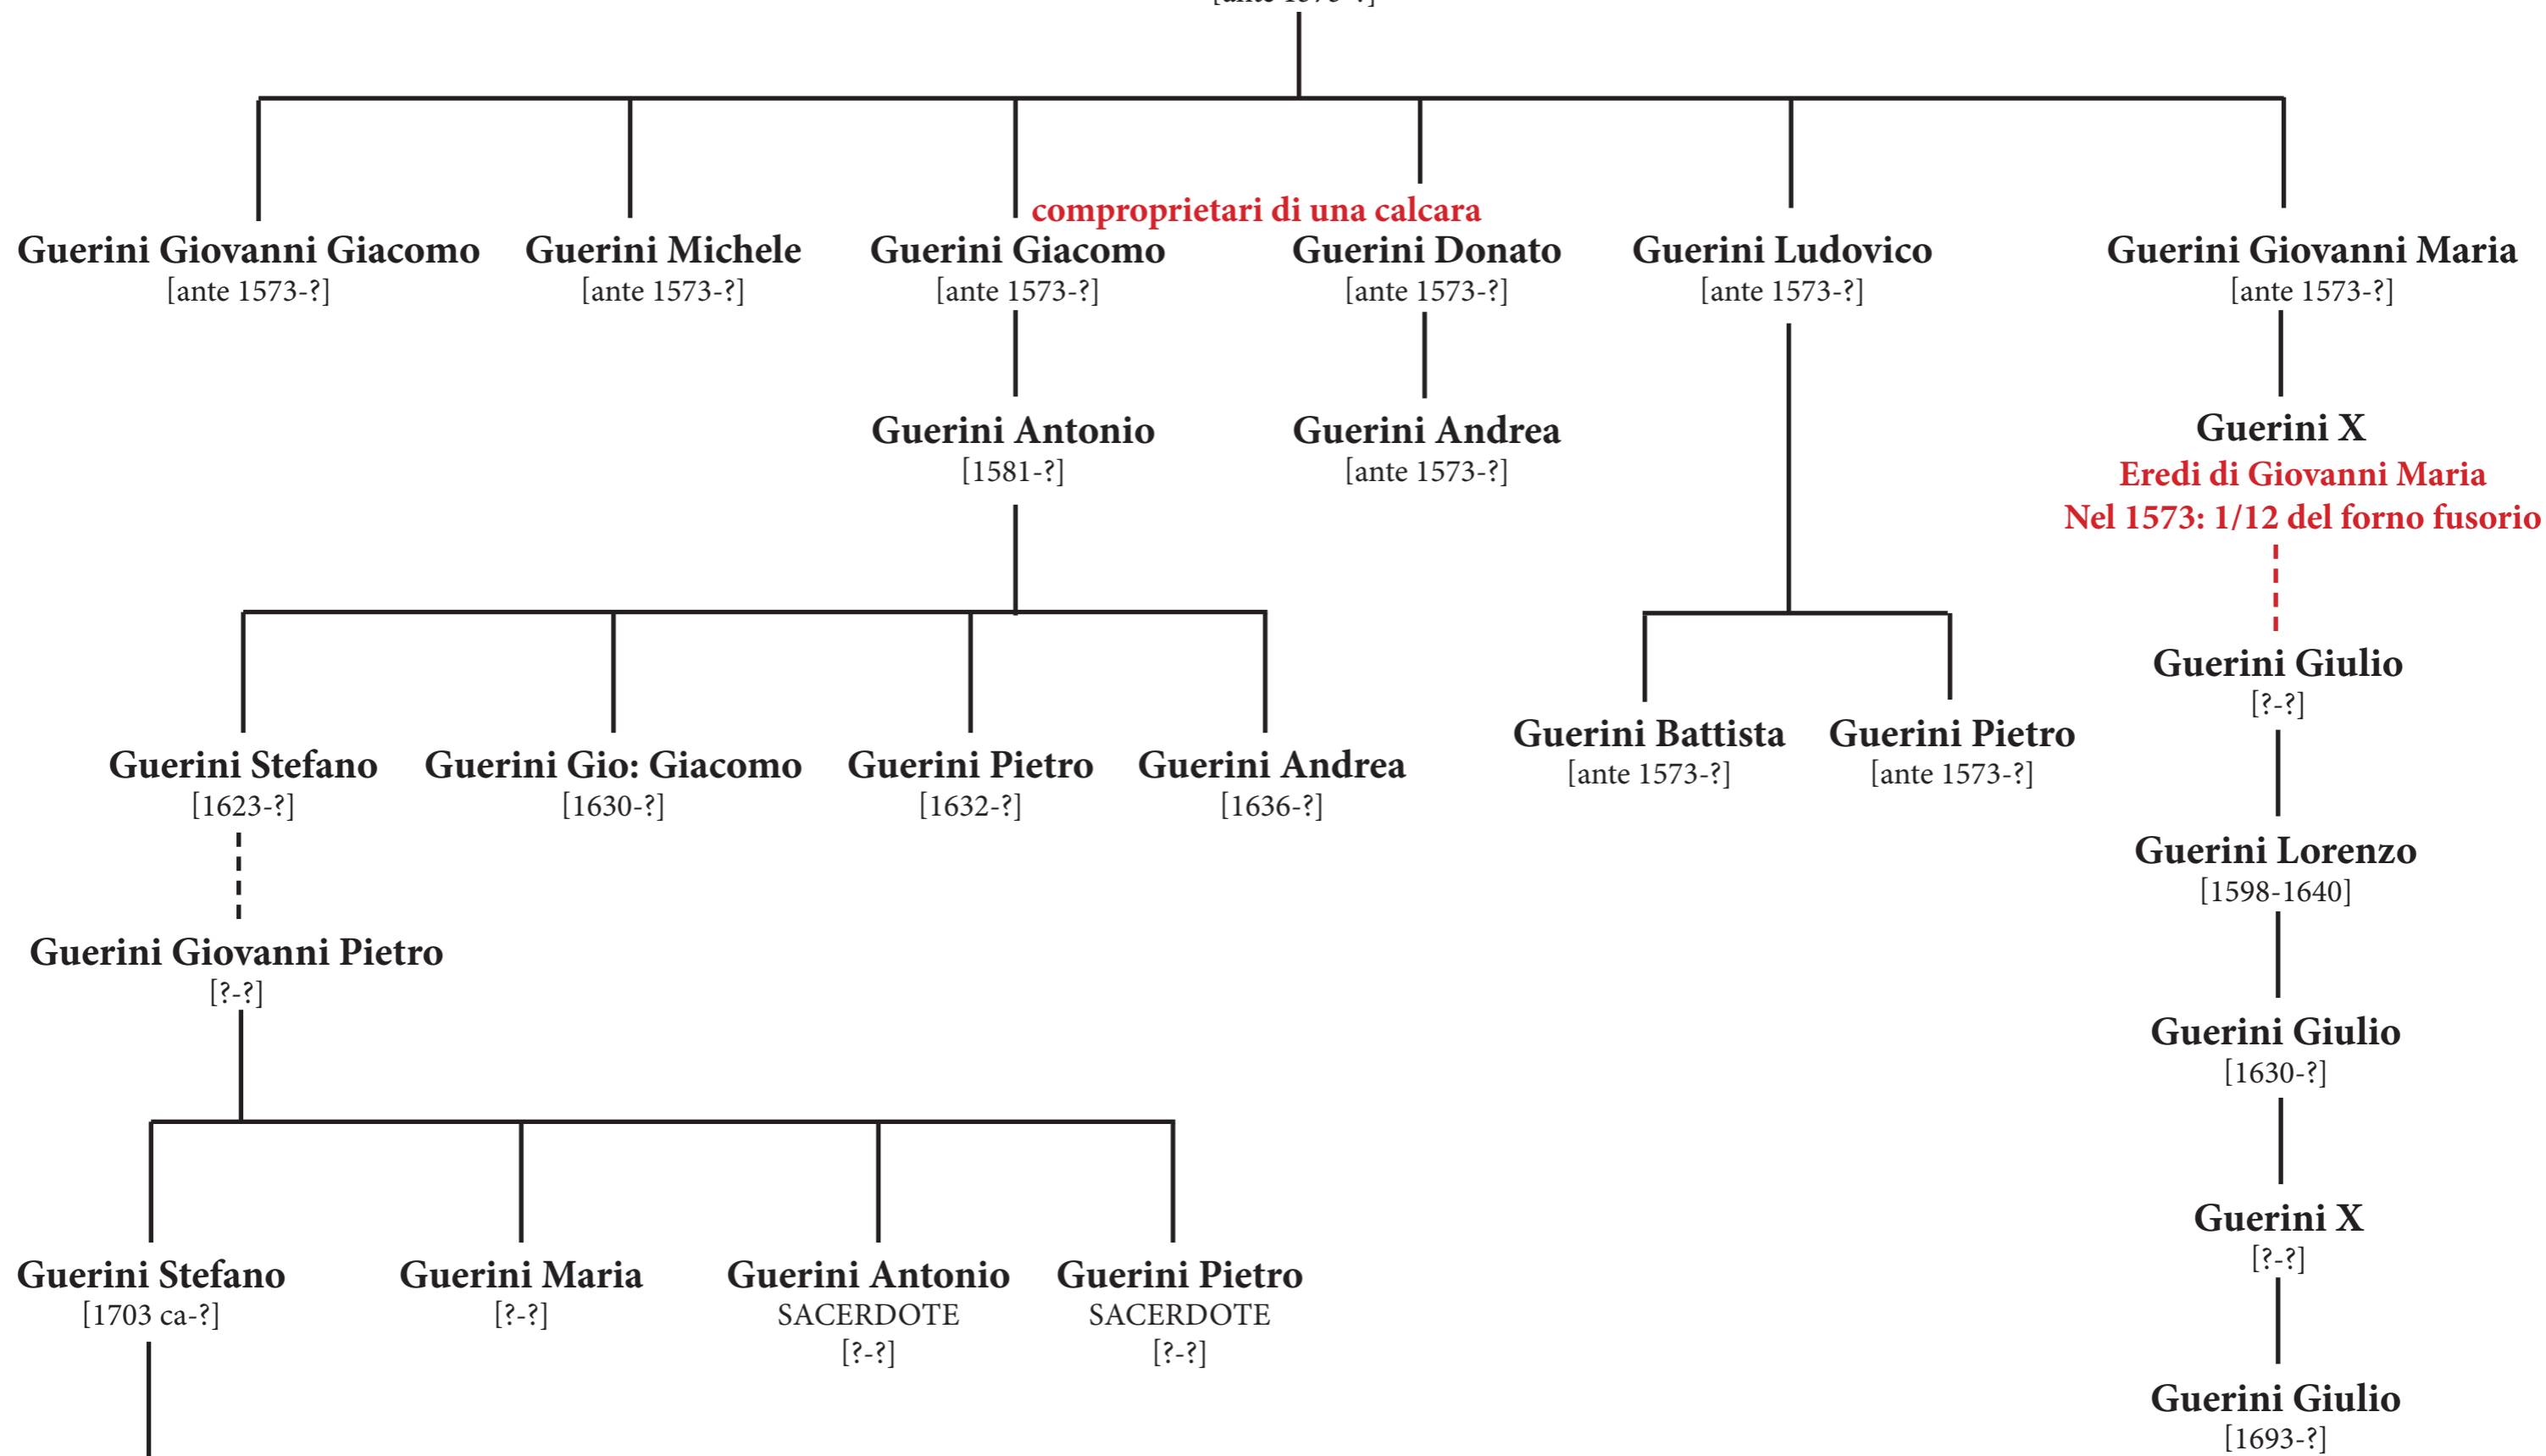 [ante 1573-?]
comproprietari di una calcara
Guerini Giovanni Giacomo
[ante 1573-?]
Guerini Michele
[ante 1573-?]
Guerini Giacomo
[ante 1573-?]
Guerini Donato
[ante 1573-?]
Guerini Ludovico
[ante 1573-?]
Guerini Giovanni Maria
[ante 1573-?]
Guerini Antonio
[1581-?]
Guerini Andrea
[ante 1573-?]
Guerini X
Eredi di Giovanni Maria
Nel 1573: 1/12 del forno fusorio
Guerini Giulio
[?-?]
Guerini Battista
[ante 1573-?]
Guerini Pietro
[ante 1573-?]
Guerini Stefano
[1623-?]
Guerini Gio: Giacomo
[1630-?]
Guerini Pietro
[1632-?]
Guerini Andrea
[1636-?]
Guerini Lorenzo
[1598-1640]
Guerini Giovanni Pietro
[?-?]
Guerini Giulio
[1630-?]
Guerini X
[?-?]
Guerini Stefano
[1703 ca-?]
Guerini Maria
[?-?]
Guerini Antonio
SACERDOTE
[?-?]
Guerini Pietro
SACERDOTE
[?-?]
Guerini Giulio
[1693-?]